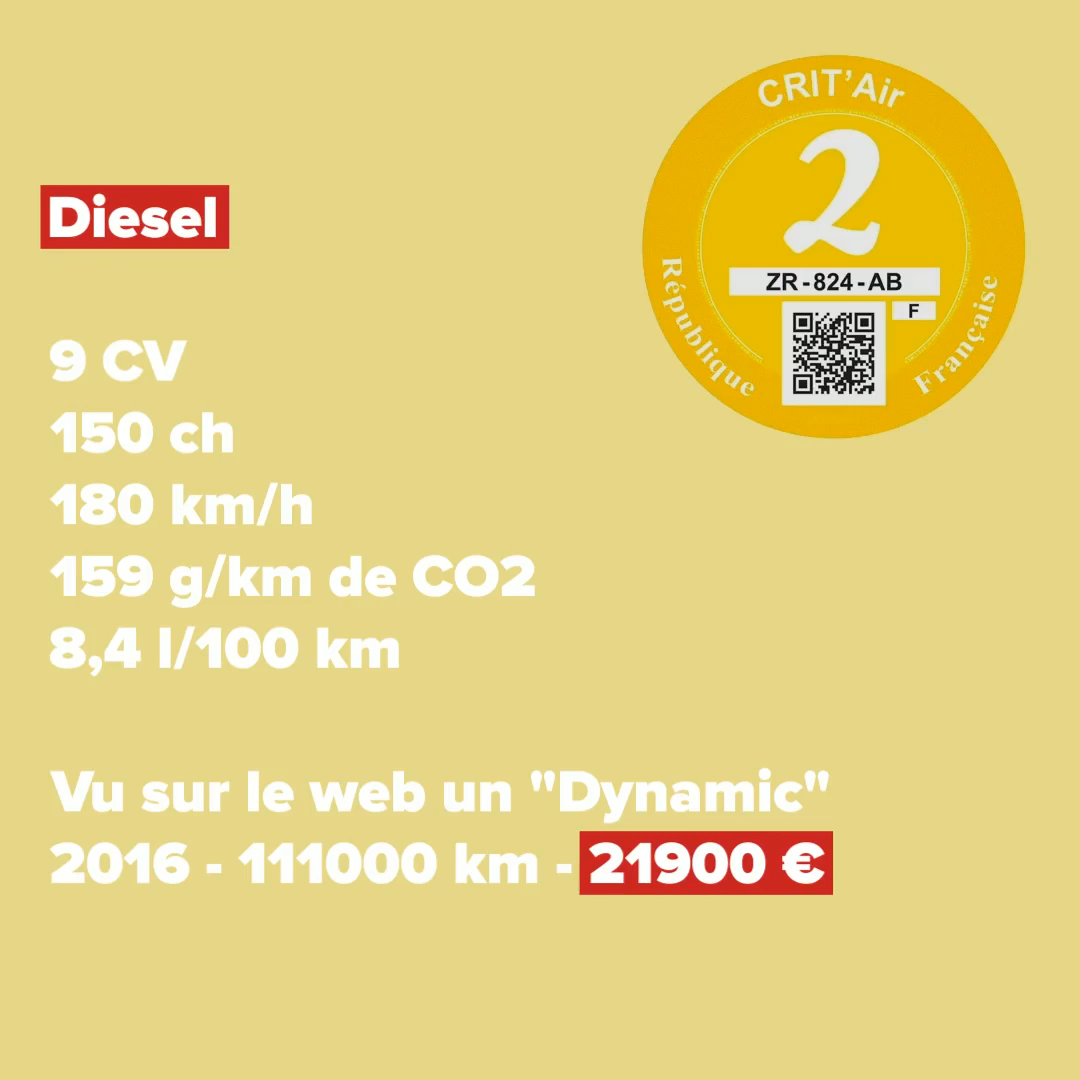 CRIT'Air
2
ZR-824-AB
F
République
Française
Diesel
9 CV
150 ch
180 km/h
159 g/km de CO2
8,4 l/100 km
Vu sur le web un "Dynamic"
2016 - 111000 km - 21900 €